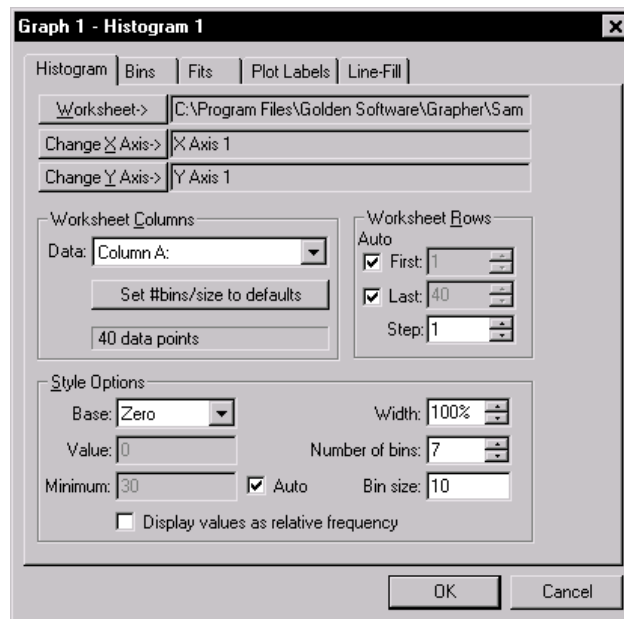 Graph 1 - Histogram 1
Histogram Bins Fits Plot Labels Line-Fill
Worksheet-> C:\Program Files\Golden Software\Grapher\Sam
Change X Axis-> X Axis 1
Change Y Axis-> Y Axis 1
Worksheet Columns
Data: Column A:
Set #bins/size to defaults
40 data points
Worksheet Rows
Auto
First: 1
Last: 40
Step: 1
Style Options
Base: Zero Width: 100%
Value: 0 Number of bins: 7
Minimum: 30 Auto Bin size: 10
Display values as relative frequency
OK Cancel